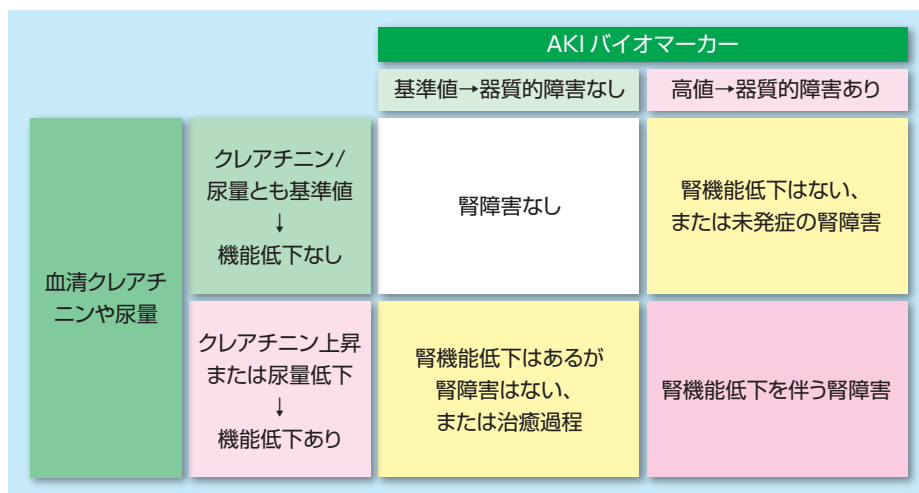 AKIバイオマーカー
基準値→器質的障害なし
高値→器質的障害あり
血清クレアチ
ニンや尿量
クレアチニン/
尿量とも基準値
↓
機能低下なし
腎障害なし
腎機能低下はない、
または未発症の腎障害
クレアチニン上昇
または尿量低下
↓
機能低下あり
腎機能低下はあるが
腎障害はない、
または治癒過程
腎機能低下を伴う腎障害